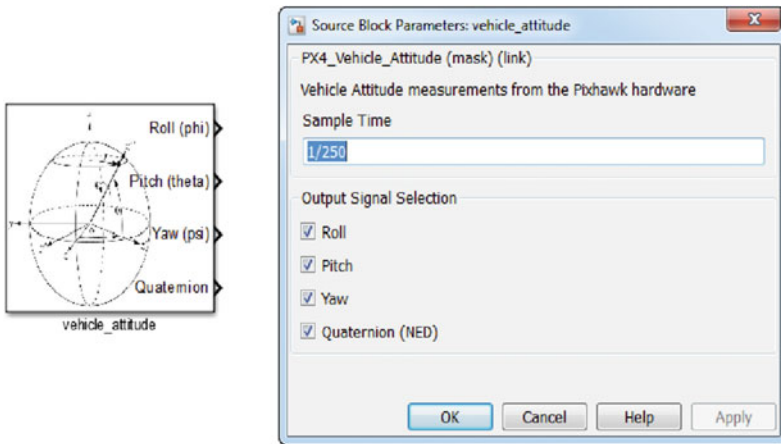 Roll (phi)
Pitch (theta)
Yaw (psi)
Quaternion
vehicle_attitude
Source Block Parameters: vehicle_attitude
PX4_Vehicle_Attitude (mask) (link)
Vehicle Attitude measurements from the Pixhawk hardware
Sample Time
1/250
Output Signal Selection
Roll
Pitch
Yaw
Quaternion (NED)
OK
Cancel
Help
Apply